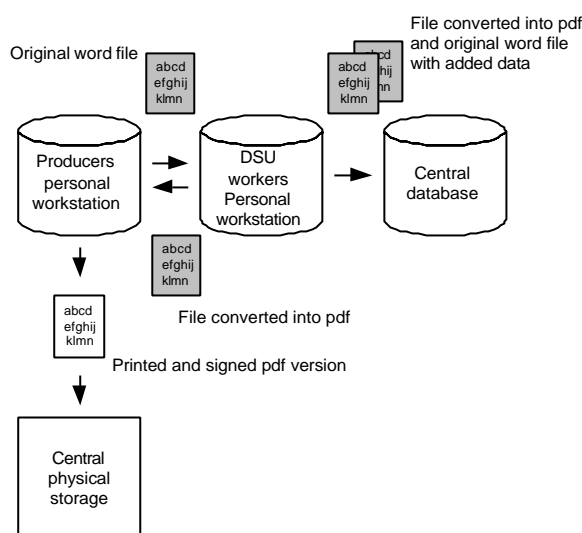 File converted into pdf
and original word file
with added data
Original word file
abcd
efghij
klmn
abcd
efghij
klmn
abcd
mn
Producers
personal
workstation
DSU
workers
Personal
workstation
Central
database
abcd
efghij
klmn
File converted into pdf
abcd
efghij
klmn
Printed and signed pdf version
Central
physical
storage